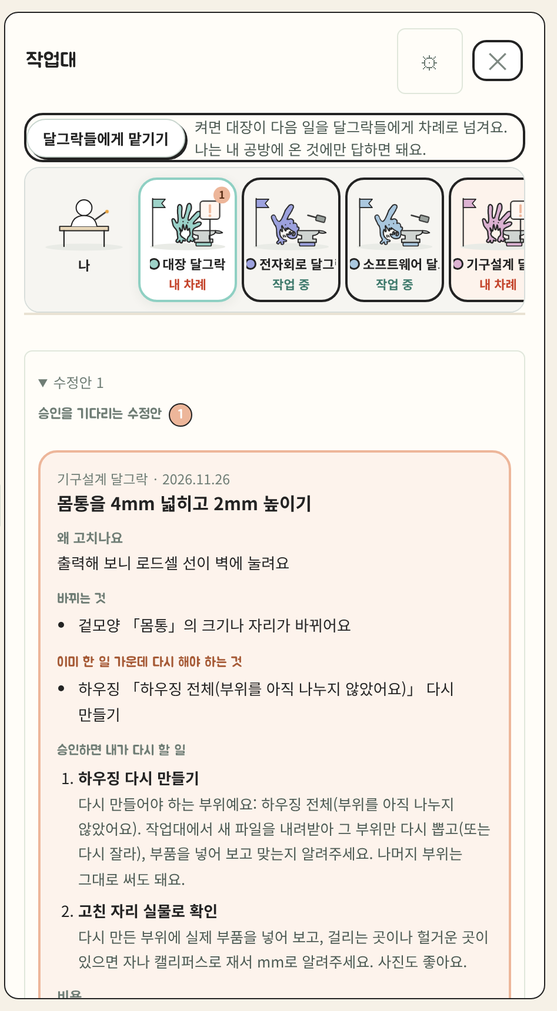 작업대
달그락들에게 맡기기
켜면 대장이 다음 일을 달그락들에게 차례로 넘겨요.
나는 내 공방에 온 것에만 답하면 돼요.
1
나
대장 달그락
전자회로 달그
소프트웨어 달
기구설계
내 차례
작업 중
작업 중
내 차례
▼ 수정안 1
승인을 기다리는 수정안 1
기구설계 달그락 · 2026.11.26
몸통을 4mm 넓히고 2mm 높이기
왜 고치나요
출력해 보니 로드셀 선이 벽에 눌려요
바뀌는 것
• 겉모양 「몸통」의 크기나 자리가 바뀌어요
이미 한 일 가운데 다시 해야 하는 것
• 하우징 「하우징 전체(부위를 아직 나누지 않았어요)」 다시
만들기
승인하면 내가 다시 할 일
1. 하우징 다시 만들기
다시 만들어야 하는 부위예요: 하우징 전체(부위를 아직 나누지
않았어요). 작업대에서 새 파일을 내려받아 그 부위만 다시 뽑고(또는
다시 잘라), 부품을 넣어 보고 맞는지 알려주세요. 나머지 부위는
그대로 써도 돼요.
2. 고친 자리 실물로 확인
다시 만든 부위에 실제 부품을 넣어 보고, 걸리는 곳이나 헐거운 곳이
있으면 자나 캘리퍼스로 재서 mm로 알려주세요. 사진도 좋아요.
비용